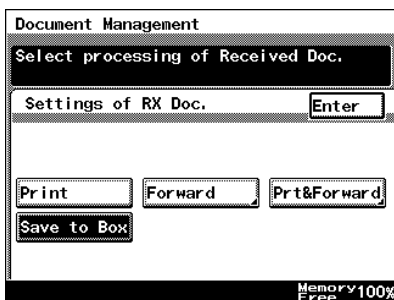 Document Management
Select processing of Received Doc.
Settings of RX Doc.
Enter
Print
Forward
Prt&Forward
Save to Box
Memory 100%
Free